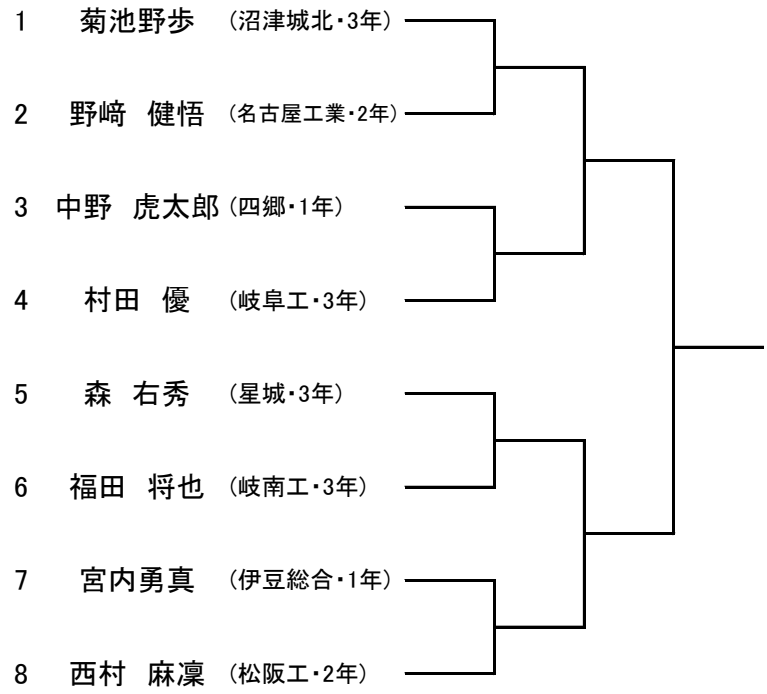 1 菊池野歩 (沼津城北・3年)
2 野﨑 健悟 (名古屋工業・2年)
3 中野 虎太郎 (四郷・1年)
4 村田 優 (岐阜工・3年)
5 森 右秀 (星城・3年)
6 福田 将也 (岐南工・3年)
7 宮内勇真 (伊豆総合・1年)
8 西村 麻凜 (松阪工・2年)